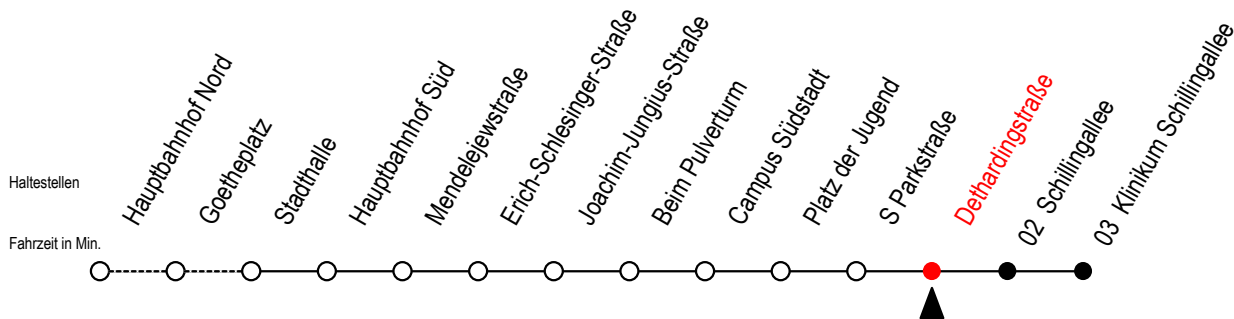 Haltestellen
Fahrzeit in Min.
Hauptbahnhof Nord
Goetheplatz
Stadthalle
Hauptbahnhof Süd
Mendelejewstraße
Erich-Schlesinger-Straße
Joachim-Jungius-Straße
Beim Pulverturm
Campus Südstadt
Platz der Jugend
S Parkstraße
Dethardingstraße
02 Schillingallee
03 Klinikum Schillingallee